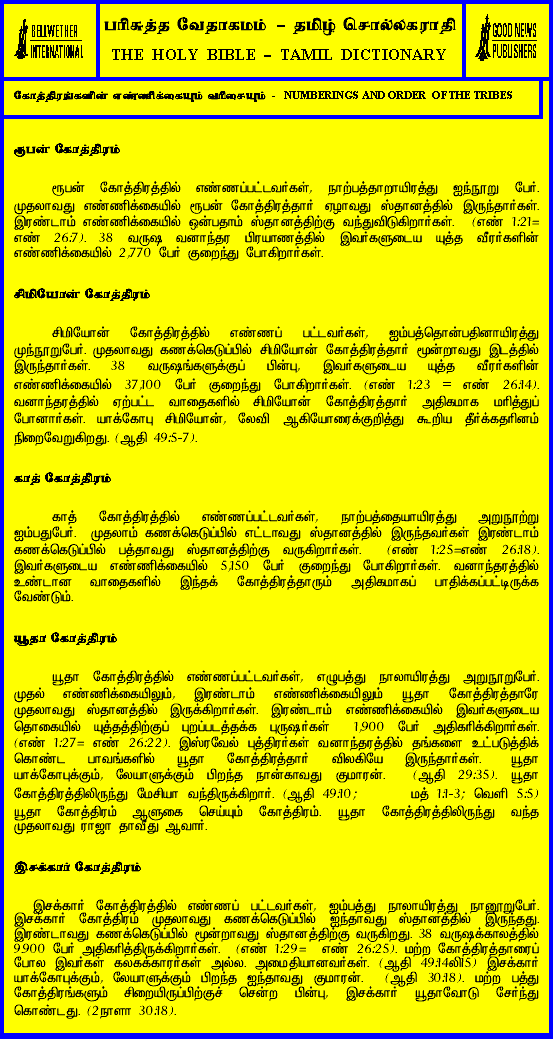 BELLWETHER
INTERNATIONAL
பரிசுத்த வேதாகமம் - தமிழ் சொல்லகராதி
THE HOLY BIBLE - TAMIL DICTIONARY
GOOD NEWS
PUBLISHERS
கோத்திரங்களின் எண்ணிக்கையும் வரிசையும் - NUMBERINGS AND ORDER OF THE TRIBES
ரூபன் கோத்திரம்
ரூபன் கோத்திரத்தில் எண்ணப்பட்டவர்கள், நாற்பத்தாறாயிரத்து ஐந்நூறு பேர்.
முதலாவது எண்ணிக்கையில் ரூபன் கோத்திரத்தார் ஏழாவது ஸ்தானத்தில் இருந்தார்கள்.
இரண்டாம் எண்ணிக்கையில் ஒன்பதாம் ஸ்தானத்திற்கு வந்துவிடுகிறார்கள். (எண் 1:21=
எண் 26:7). 38 வருஷ வனாந்தர பிரயாணத்தில் இவர்களுடைய யுத்த வீரர்களின்
எண்ணிக்கையில் 2,770 பேர் குறைந்து போகிறார்கள்.
சிமியோன் கோத்திரம்
சிமியோன் கோத்திரத்தில் எண்ணப் பட்டவர்கள், ஐம்பத்தொன்பதினாயிரத்து
முந்நூறுபேர். முதலாவது கணக்கெடுப்பில் சிமியோன் கோத்திரத்தார் மூன்றாவது இடத்தில்
இருந்தார்கள். 38 வருஷங்களுக்குப் பின்பு, இவர்களுடைய யுத்த வீரர்களின்
எண்ணிக்கையில் 37,100 பேர் குறைந்து போகிறார்கள். (எண் 1:23 = எண் 26:14).
வனாந்தரத்தில் ஏற்பட்ட வாதைகளில் சிமியோன் கோத்திரத்தார் அதிகமாக மரித்துப்
போனார்கள். யாக்கோபு சிமியோன், லேவி ஆகியோரைக்குறித்து கூறிய தீர்க்கதரினம்
நிறைவேறுகிறது. (ஆதி 49:5-7).
காத் கோத்திரம்
காத் கோத்திரத்தில் எண்ணப்பட்டவர்கள், நாற்பத்தையாயிரத்து அறுநூற்று
ஐம்பதுபேர். முதலாம் கணக்கெடுப்பில் எட்டாவது ஸ்தானத்தில் இருந்தவர்கள் இரண்டாம்
கணக்கெடுப்பில் பத்தாவது ஸ்தானத்திற்கு வருகிறார்கள். (எண் 1:25=எண் 26:18).
இவர்களுடைய எண்ணிக்கையில் 5,150 பேர் குறைந்து போகிறார்கள். வனாந்தரத்தில்
உண்டான வாதைகளில் இந்தக் கோத்திரத்தாரும் அதிகமாகப் பாதிக்கப்பட்டிருக்க
வேண்டும்.
யூதா கோத்திரம்
யூதா கோத்திரத்தில் எண்ணப்பட்டவர்கள், எழுபத்து நாலாயிரத்து அறுநூறுபேர்.
முதல் எண்ணிக்கையிலும், இரண்டாம் எண்ணிக்கையிலும் யூதா கோத்திரத்தாரே
முதலாவது ஸ்தானத்தில் இருக்கிறார்கள். இரண்டாம் எண்ணிக்கையில் இவர்களுடைய
தொகையில் யுத்தத்திற்குப் புறப்படத்தக்க புருஷர்கள் 1,900 பேர் அதிகரிக்கிறார்கள்.
(எண் 1:27= எண் 26:22). இஸ்ரவேல் புத்திரர்கள் வனாந்தரத்தில் தங்களை உட்படுத்திக்
கொண்ட பாவங்களில் யூதா கோத்திரத்தார் விலகியே இருந்தார்கள். யூதா
யாக்கோபுக்கும், லேயாளுக்கும் பிறந்த நான்காவது குமாரன். (ஆதி 29:35). யூதா
கோத்திரத்திலிருந்து மேசியா வந்திருக்கிறார். (ஆதி 49:10; மத் 1:1-3; வெளி 5:5)
யூதா கோத்திரம் ஆளுகை செய்யும் கோத்திரம். யூதா கோத்திரத்திலிருந்து வந்த
முதலாவது ராஜா தாவீது ஆவார்.
இசக்கார் கோத்திரம்
இசக்கார் கோத்திரத்தில் எண்ணப் பட்டவர்கள், ஐம்பத்து நாலாயிரத்து நானூறுபேர்.
இசக்கார் கோத்திரம் முதலாவது கணக்கெடுப்பில் ஐந்தாவது ஸ்தானத்தில் இருந்தது.
இரண்டாவது கணக்கெடுப்பில் மூன்றாவது ஸ்தானத்திற்கு வருகிறது. 38 வருஷக்காலத்தில்
9,900 பேர் அதிகரித்திருக்கிறார்கள். (எண் 1:29= எண் 26:25). மற்ற கோத்திரத்தாரைப்
போல இவர்கள் கலகக்காரர்கள் அல்ல. அமைதியானவர்கள். (ஆதி 49:14லி15) இசக்கார்
யாக்கோபுக்கும், லேயாளுக்கும் பிறந்த ஐந்தாவது குமாரன். (ஆதி 30:18). மற்ற பத்து
கோத்திரங்களும் சிறையிருப்பிற்குச் சென்ற பின்பு, இசக்கார் யூதாவோடு சேர்ந்து
கொண்டது. (2நாளா 30:18).